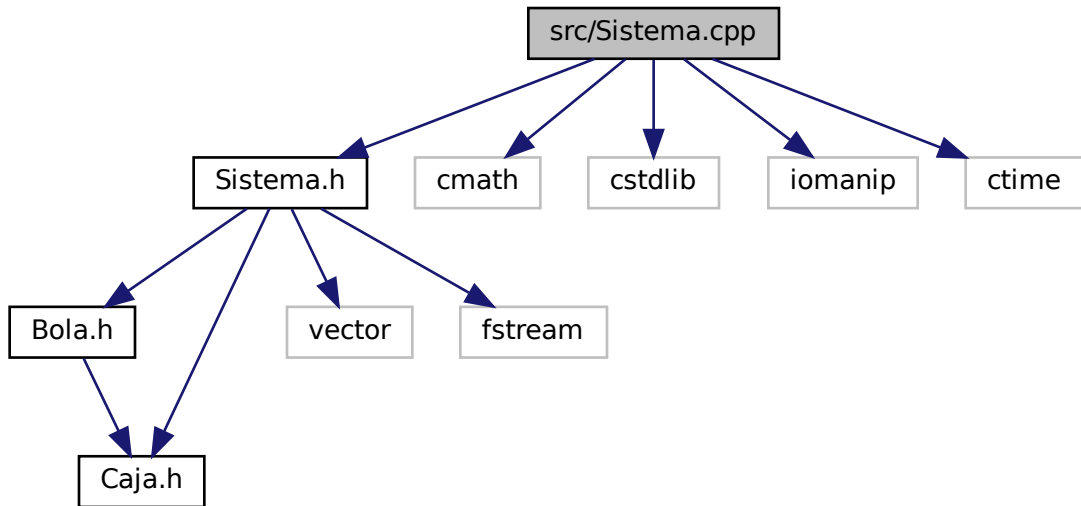 src/Sistema.cpp
Sistema.h
cmath
cstdlib
iomanip
ctime
Bola.h
vector
fstream
Caja.h